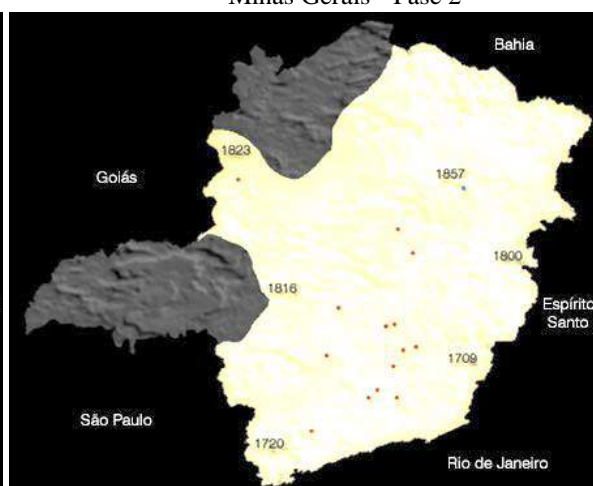 Minas Gerais - Fase 2
Bahia
1823
Goiás
1857
1800
1816
Espírito
Santo
1709
São Paulo
1720
Rio de Janeiro